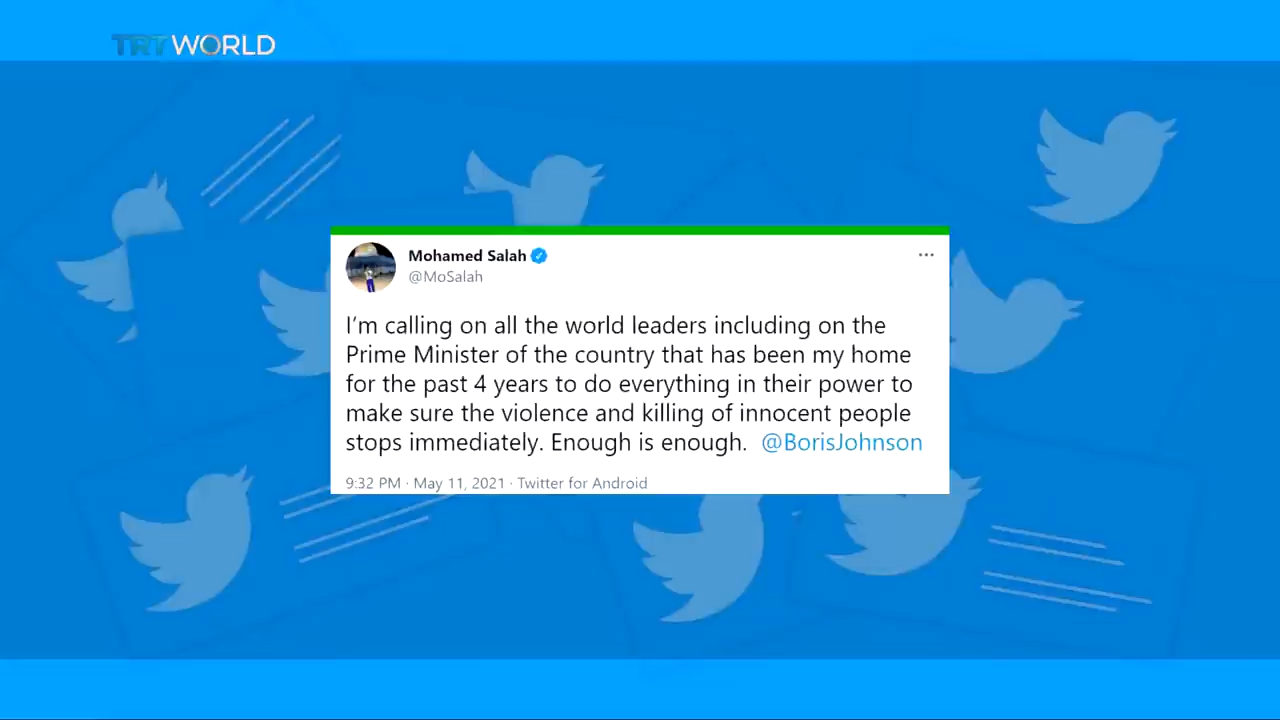 TRT WORLD
Mohamed Salah
@MoSalah
I'm calling on all the world leaders including on the
Prime Minister of the country that has been my home
for the past 4 years to do everything in their power to
make sure the violence and killing of innocent people
stops immediately. Enough is enough. @BorisJohnson
9:32 PM · May 11, 2021 · Twitter for Android